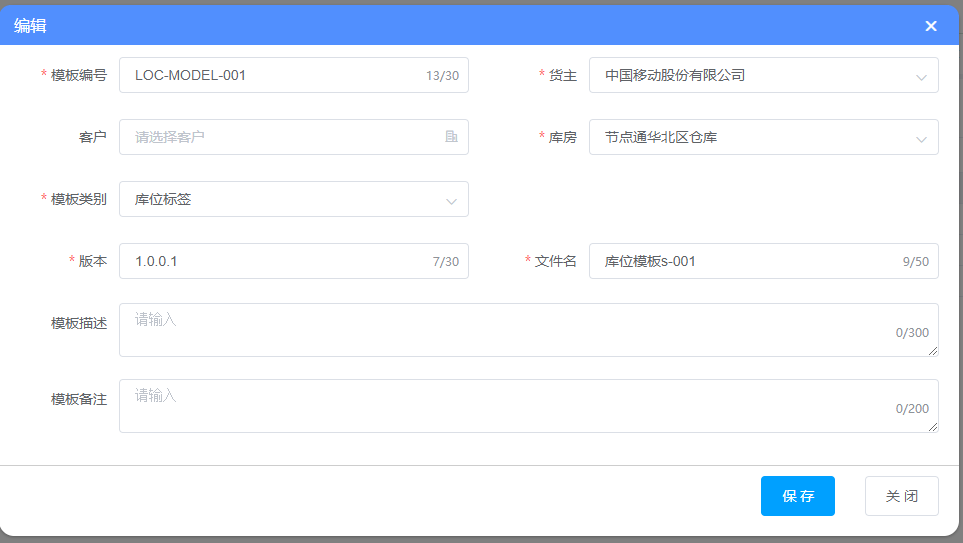 编辑
* 模板编号 LOC-MODEL-001 13/30 * 货主 中国移动股份有限公司
客户 请选择客户 * 库房 节点通华北区仓库
* 模板类别 库位标签
* 版本 1.0.0.1 7/30 * 文件名 库位模板s-001 9/50
模板描述 请输入 0/300
模板备注 请输入 0/200
保存 关闭